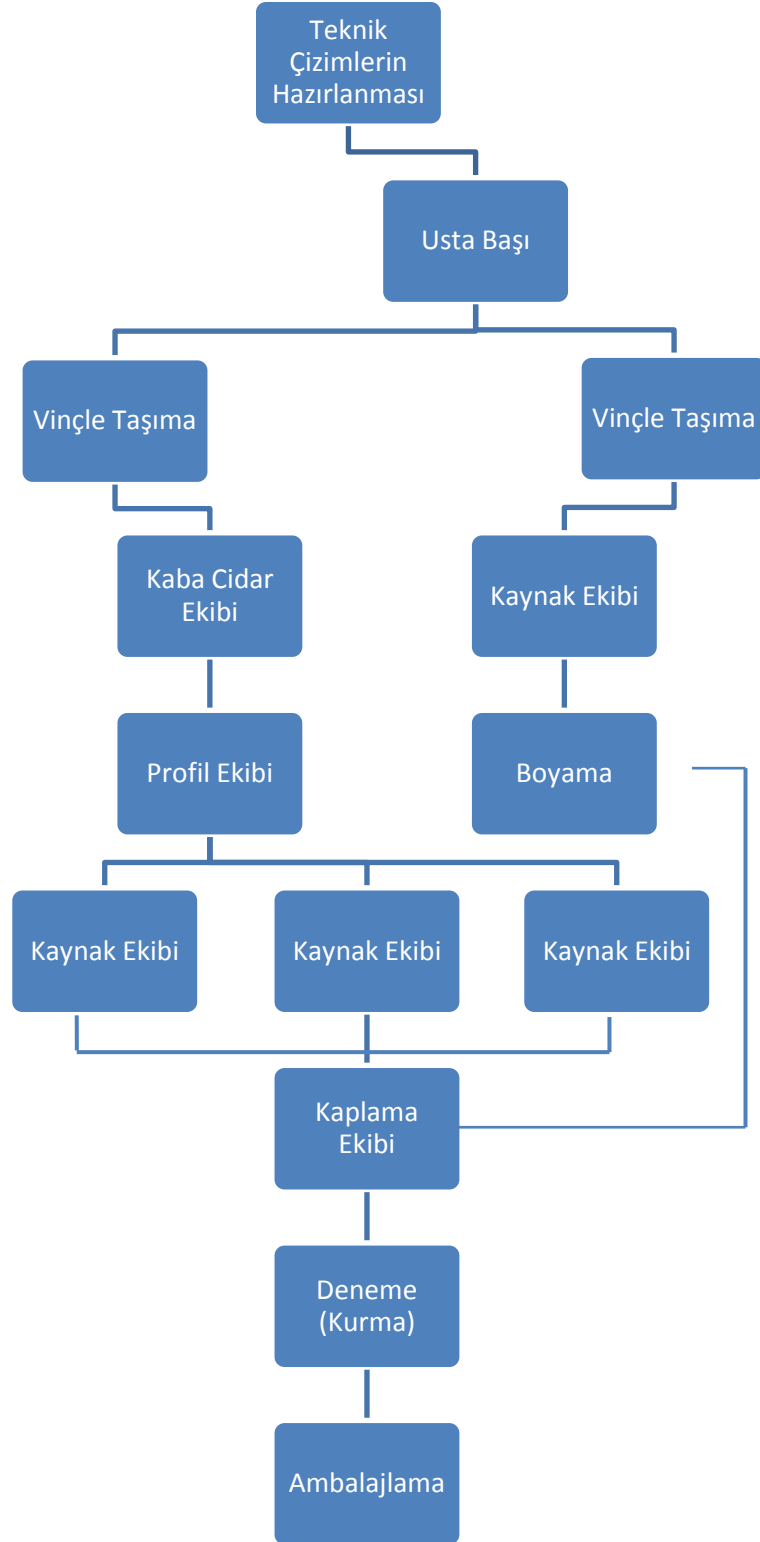 Teknik
Çizimlerin
Hazırlanması
Usta Başı
Vinçle Taşıma
Vinçle Taşıma
Kaba Cidar
Ekibi
Kaynak Ekibi
Profil Ekibi
Boyama
Kaynak Ekibi
Kaynak Ekibi
Kaynak Ekibi
Kaplama
Ekibi
Deneme
(Kurma)
Ambalajlama